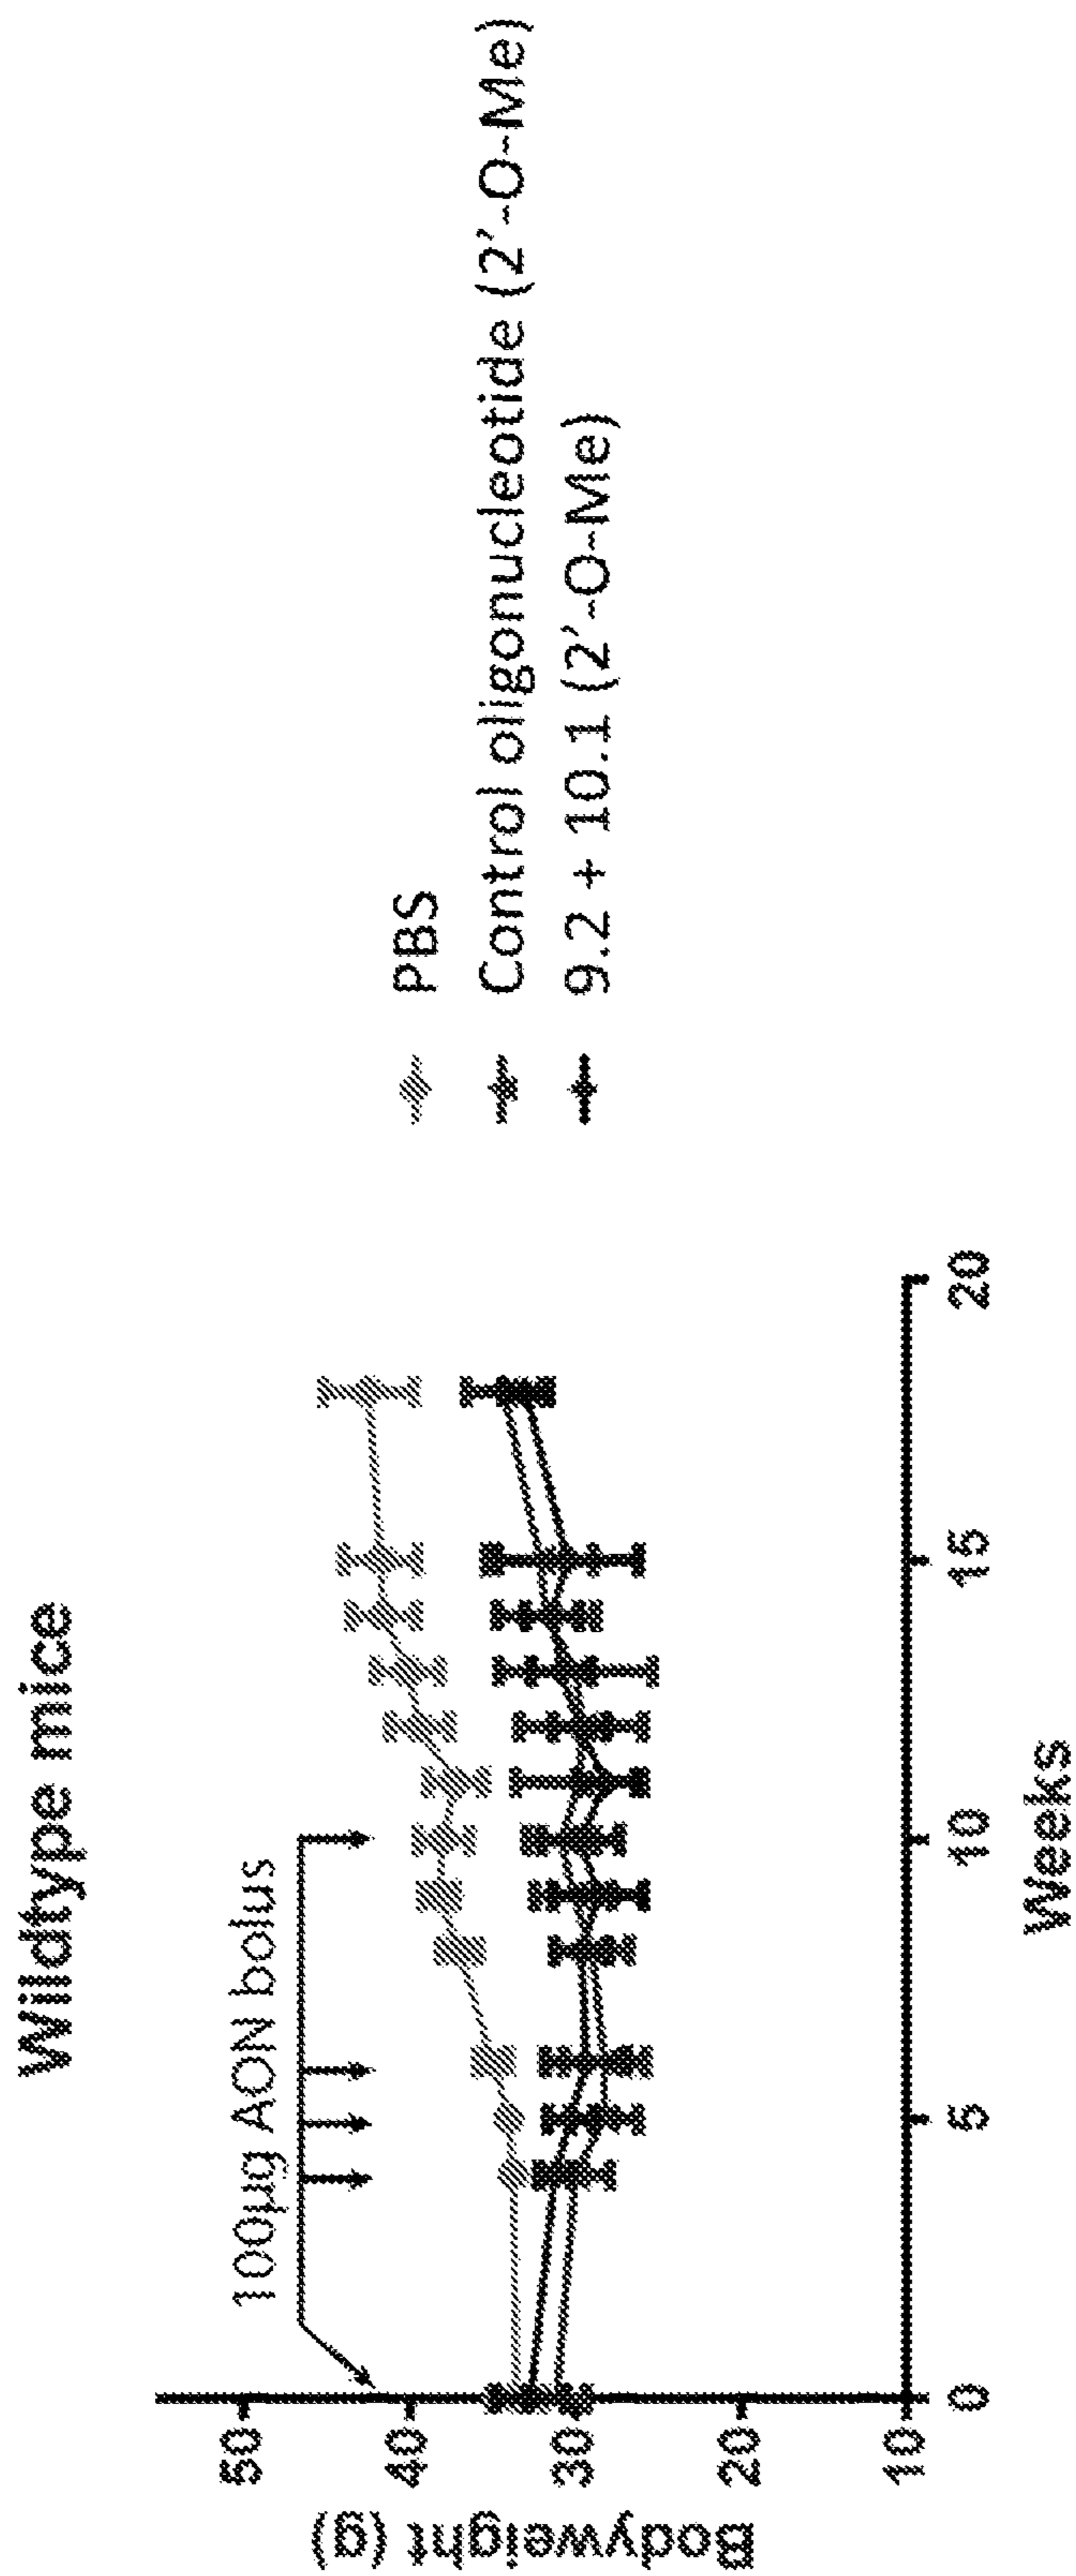 Wildtype mice
100µg AON bolus
Bodyweight (g)
50
40
30
20
10
0
5
10
15
20
Weeks
PBS
Control oligonucleotide (2'-O-Me)
9.2 + 10.1 (2'-O-Me)